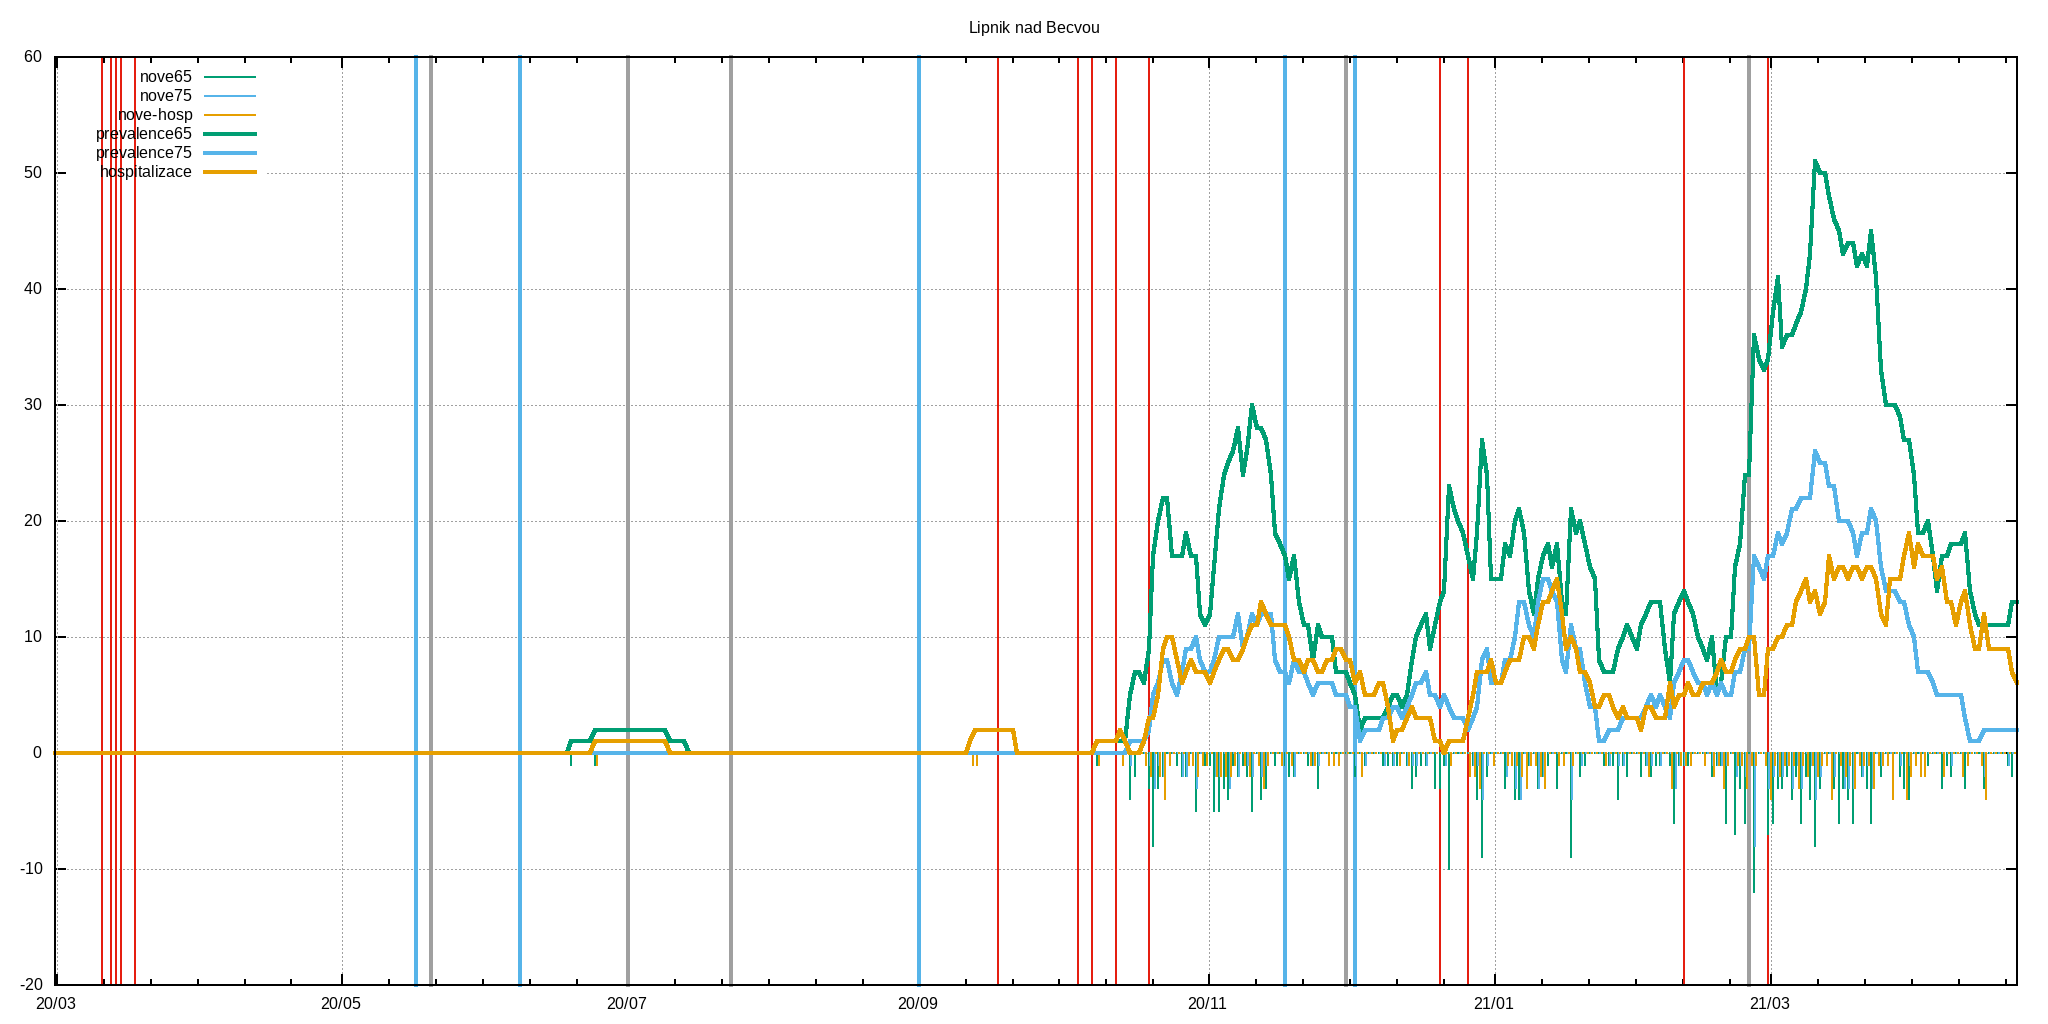 Lipnik nad Becvou
60
nove65
nove75
nove-hosp
prevalence65
prevalence75
hospitalizace
50
40
30
20
10
0
-10
-20
20/03 20/05 20/07 20/09 20/11 21/01 21/03